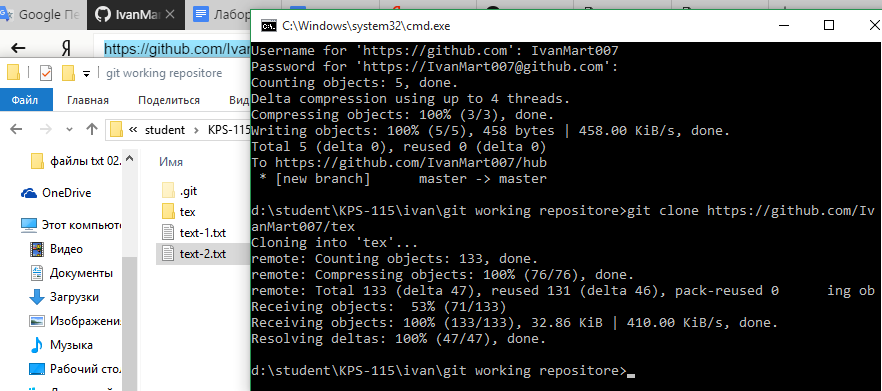 Google Пе
IvanMart
Лабор
Я
https://github.com/Ivan
git working repositore
Файл
Главная
Поделиться
Вид
« student
KPS-115
файлы txt 02.
OneDrive
Этот компьюте
Видео
Документы
Загрузки
Изображени
Музыка
Рабочий стол
Имя
.git
tex
text-1.txt
text-2.txt
C:\Windows\system32\cmd.exe
Username for 'https://github.com': IvanMart007
Password for 'https://IvanMart007@github.com':
Counting objects: 5, done.
Delta compression using up to 4 threads.
Compressing objects: 100% (3/3), done.
Writing objects: 100% (5/5), 458 bytes | 458.00 KiB/s, done.
Total 5 (delta 0), reused 0 (delta 0)
To https://github.com/IvanMart007/hub
 * [new branch]      master -> master
d:\student\KPS-115\ivan\git working repositore>git clone https://github.com/Iv
anMart007/tex
Cloning into 'tex'...
remote: Counting objects: 133, done.
remote: Compressing objects: 100% (76/76), done.
remote: Total 133 (delta 47), reused 131 (delta 46), pack-reused 0      ing ob
Receiving objects:  53% (71/133)
Receiving objects: 100% (133/133), 32.86 KiB | 410.00 KiB/s, done.
Resolving deltas: 100% (47/47), done.
d:\student\KPS-115\ivan\git working repositore>